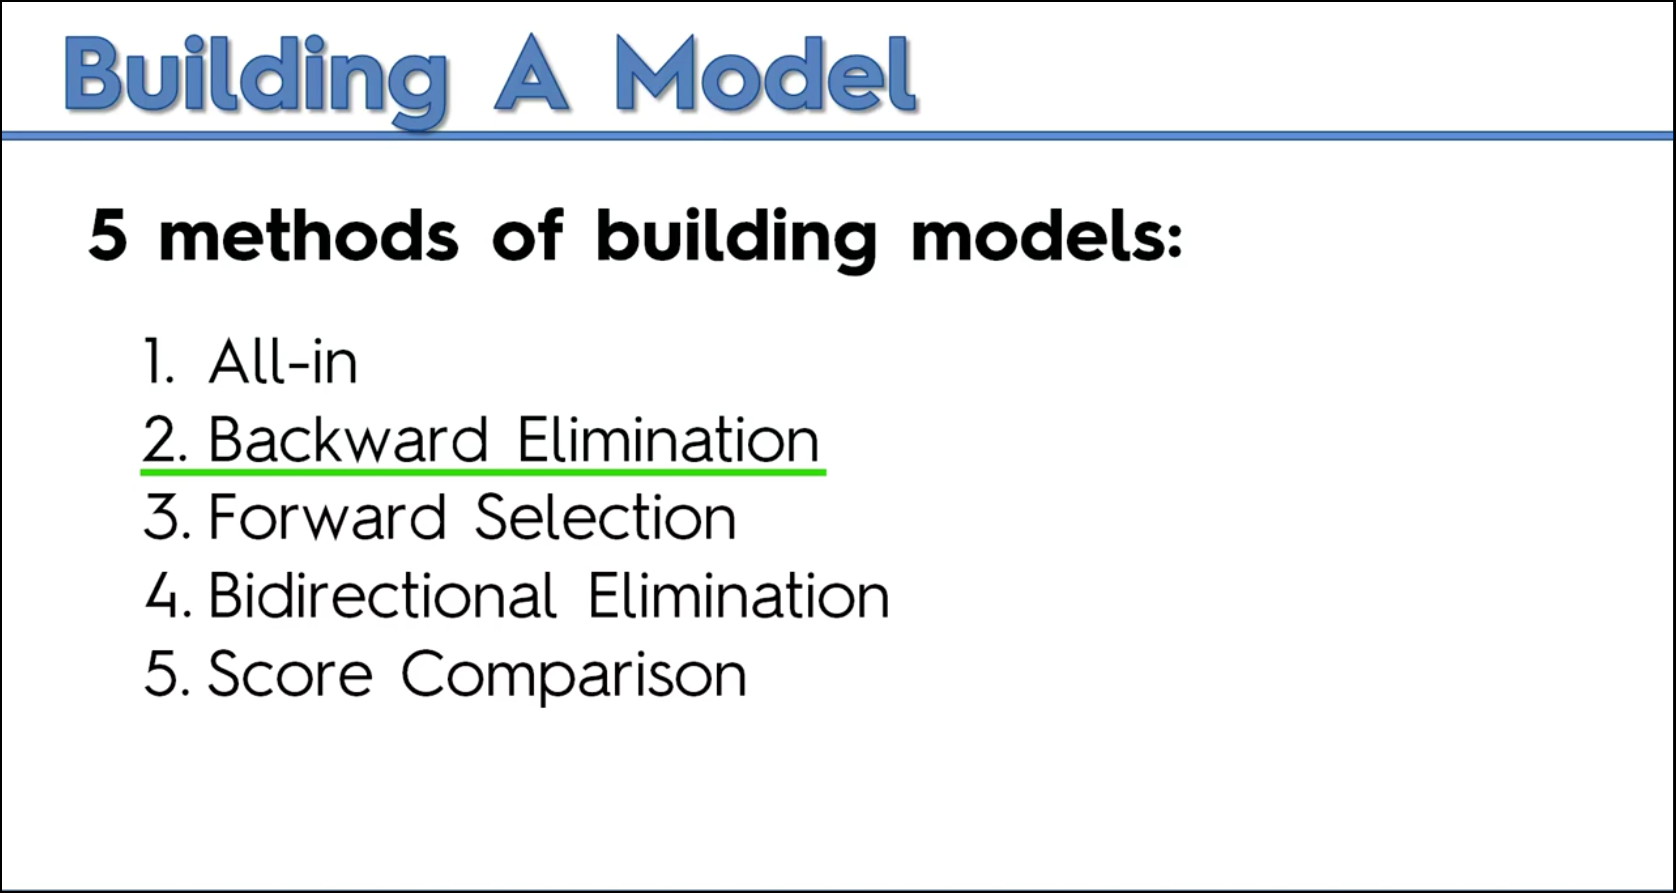 Building A Model
5 methods of building models:
1. All-in
2. Backward Elimination
3. Forward Selection
4. Bidirectional Elimination
5. Score Comparison